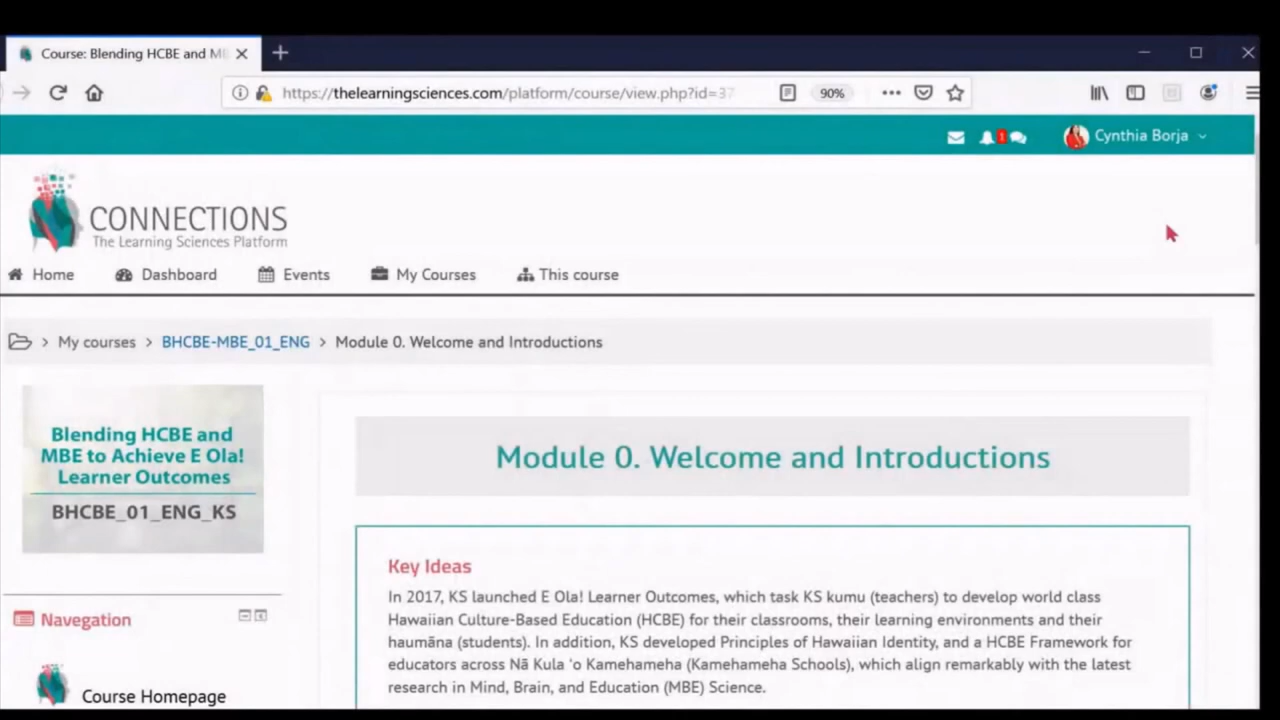 Course: Blending HCBE and M
https://thelearningsciences.com/platform/course/view.php?id=37
90%
1
Cynthia Borja
CONNECTIONS
The Learning Sciences Platform
Home
Dashboard
Events
My Courses
This course
My courses > BHCBE-MBE_01_ENG > Module 0. Welcome and Introductions
Blending HCBE and
MBE to Achieve E Ola!
Learner Outcomes
BHCBE_01_ENG_KS
Navegation
Course Homepage
Module 0. Welcome and Introductions
Key Ideas
In 2017, KS launched E Ola! Learner Outcomes, which task KS kumu (teachers) to develop world class
Hawaiian Culture-Based Education (HCBE) for their classrooms, their learning environments and their
haumāna (students). In addition, KS developed Principles of Hawaiian Identity, and a HCBE Framework for
educators across Nā Kula 'o Kamehameha (Kamehameha Schools), which align remarkably with the latest
research in Mind, Brain, and Education (MBE) Science.